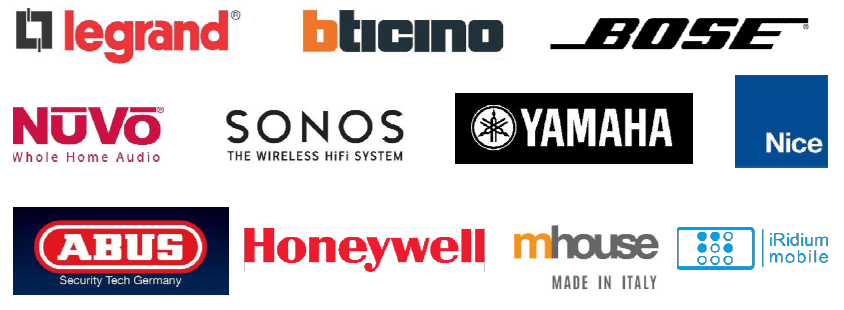 legrand®
bticino
BOSE®
NUVO®
Whole Home Audio
SONOS
THE WIRELESS HiFi SYSTEM
YAMAHA
Nice
ABUS
Security Tech Germany
Honeywell
mhouse
MADE IN ITALY
iRidium
mobile